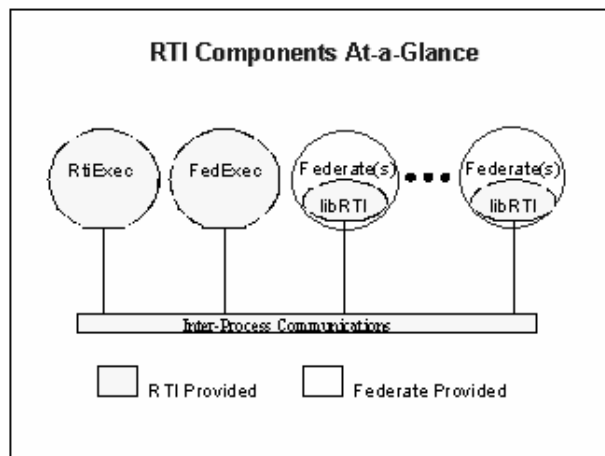 RTI Components At-a-Glance
RtiExec
FedExec
Federate(s)
libRTI
Federate(s)
libRTI
Inter-Process Communications
RTI Provided
Federate Provided